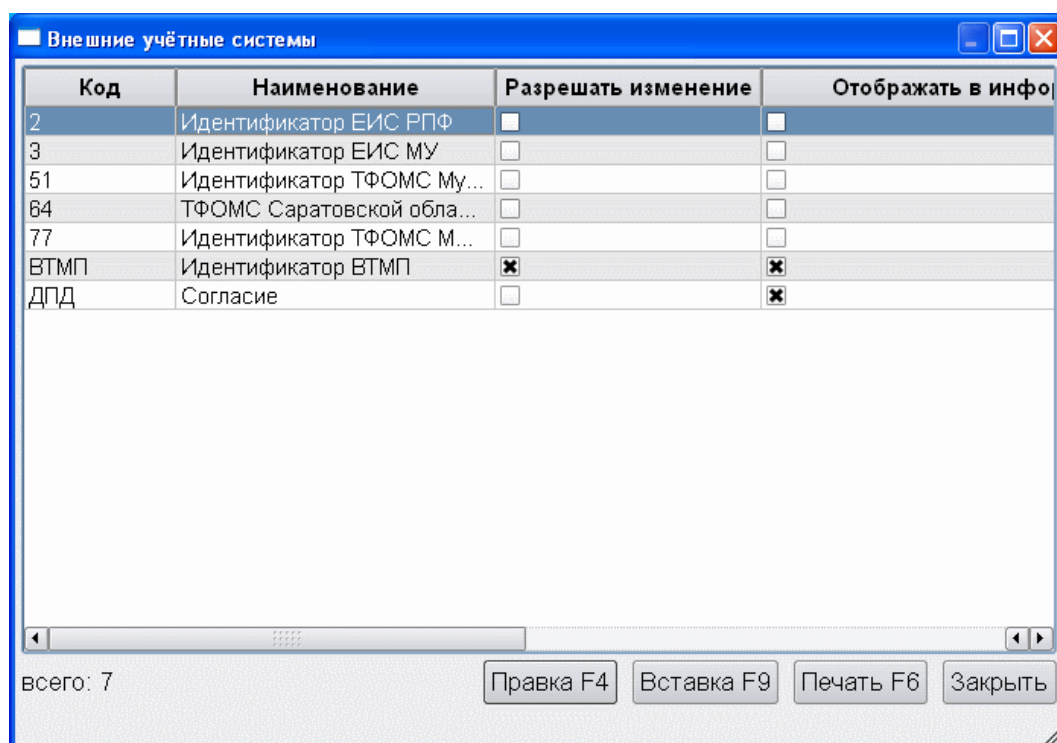 Внешние учётные системы
Код Наименование Разрешать изменение Отображать в инфор
2 Идентификатор ЕИС РПФ
3 Идентификатор ЕИС МУ
51 Идентификатор ТФОМС Му...
64 ТФОМС Саратовской обла...
77 Идентификатор ТФОМС М...
ВТМП Идентификатор ВТМП
ДПД Согласие
всего: 7 Правка F4 Вставка F9 Печать F6 Закрыть